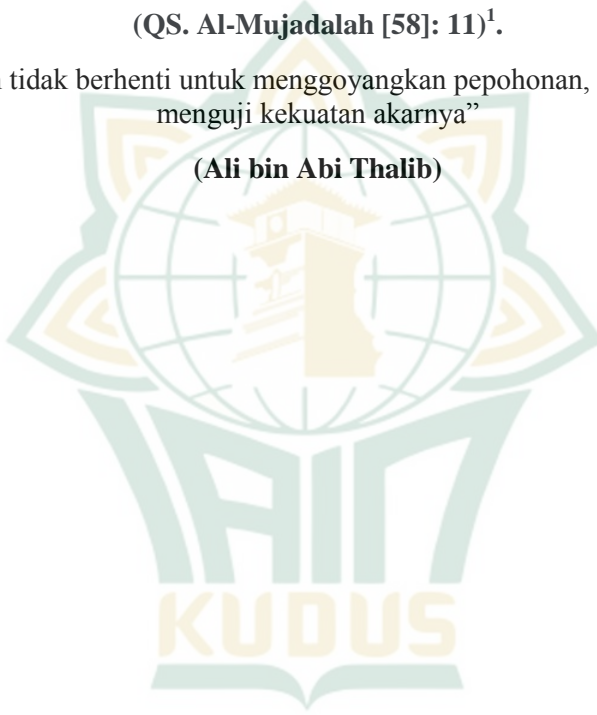 (QS. Al-Mujadalah [58]: 11)¹.
tidak berhenti untuk menggoyangkan pepohonan,
menguji kekuatan akarnya”
(Ali bin Abi Thalib)
IAIN
KUDUS